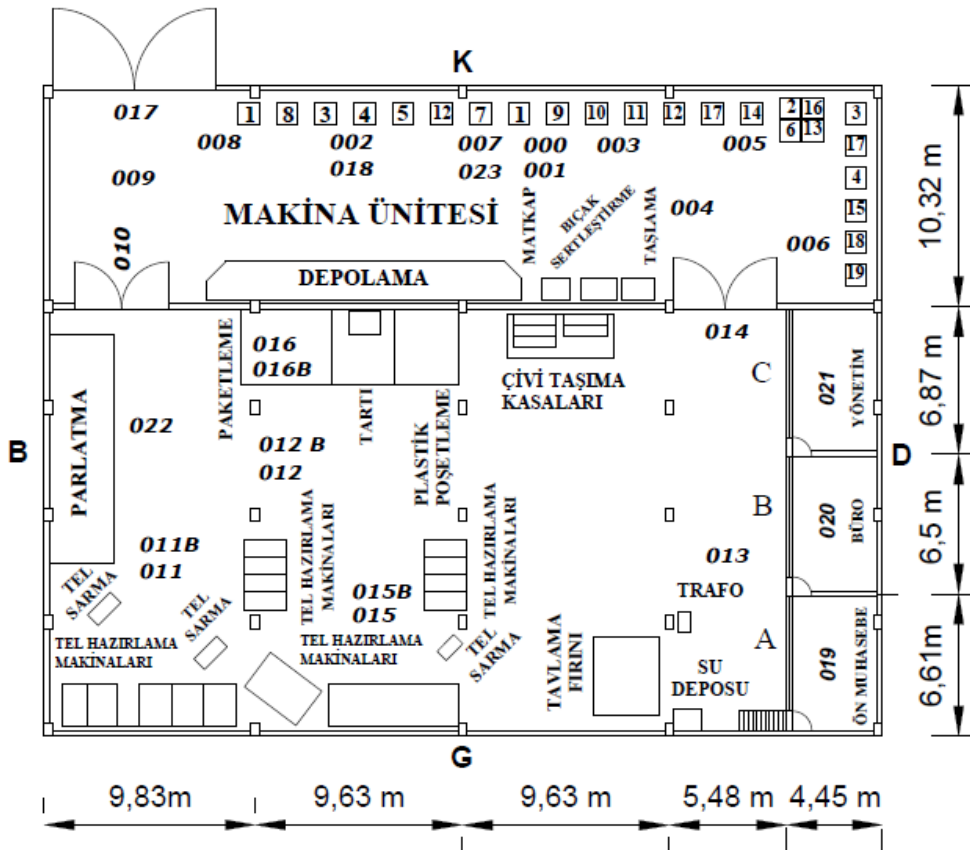 K
017
1 8 3 4 5 12 7 1 9 10 11 12 17 14
2 16
6 13
3
17
4
15
18
19
008
002
018
007
023
000
001
003
005
009
010
MAKİNA ÜNİTESİ
MATKAP
BIÇAK
SERTLEŞTİRME
TAŞLAMA
004
006
DEPOLAMA
10,32 m
B
PARLATMA
022
PAKETLEME
016
016B
TARTI
PLASTİK
POŞETLEME
012 B
012
ÇİVİ TAŞIMA
KASALARI
014
C
021
YÖNETİM
6,87 m
D
011B
011
TEL
SARMA
TEL
SARMA
TEL HAZIRLAMA
MAKİNALARI
TEL HAZIRLAMA
MAKİNALARI
015B
015
TEL HAZIRLAMA
MAKİNALARI
TEL HAZIRLAMA
MAKİNALARI
TEL
SARMA
B
013
020
BÜRO
6,5 m
TRAFO
TAVLAMA
FIRINI
A
SU
DEPOSU
019
ÖN MUHASEBE
6,61m
G
9,83m 9,63 m 9,63 m 5,48 m 4,45 m